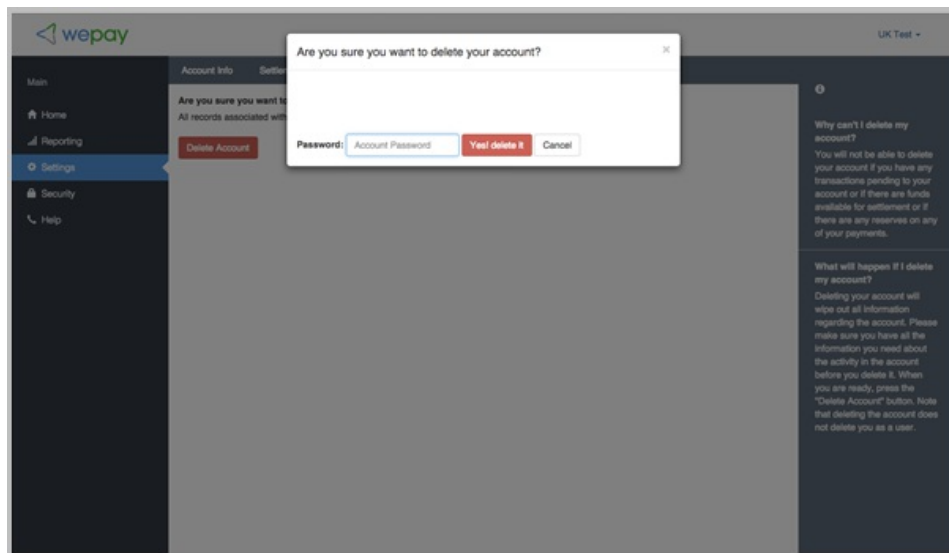 wepay
UK Test
Are you sure you want to delete your account?
×
Password: Account Password Yes! delete it Cancel
Main
Home
Reporting
Settings
Security
Help
Account Info
Are you sure you want to
All records associated with
Delete Account
Why can't I delete my
account?
You will not be able to delete
your account if you have any
transactions pending to your
account or if there are funds
available for settlement or if
there are any reserves on any
of your payments.
What will happen if I delete
my account?
Deleting your account will
wipe out all information
regarding the account. Please
make sure you have all the
information you need about
the activity in the account
before you delete it. When
you are ready, press the
"Delete Account" button. Note
that deleting the account does
not delete you as a user.